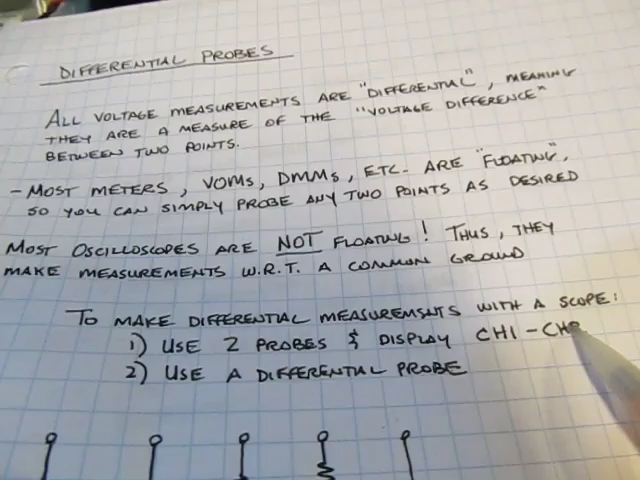 DIFFERENTIAL PROBES
ALL VOLTAGE MEASUREMENTS ARE "DIFFERENTIAL", MEANING
THEY ARE A MEASURE OF THE "VOLTAGE DIFFERENCE"
BETWEEN TWO POINTS.
- MOST METERS, VOMs, DMMs, ETC. ARE "FLOATING",
SO YOU CAN SIMPLY PROBE ANY TWO POINTS AS DESIRED
MOST OSCILLOSCOPES ARE NOT FLOATING! THUS, THEY
MAKE MEASUREMENTS W.R.T. A COMMON GROUND
TO MAKE DIFFERENTIAL MEASUREMENTS WITH A SCOPE:
1) USE 2 PROBES & DISPLAY CH1 -
2) USE A DIFFERENTIAL PROBE